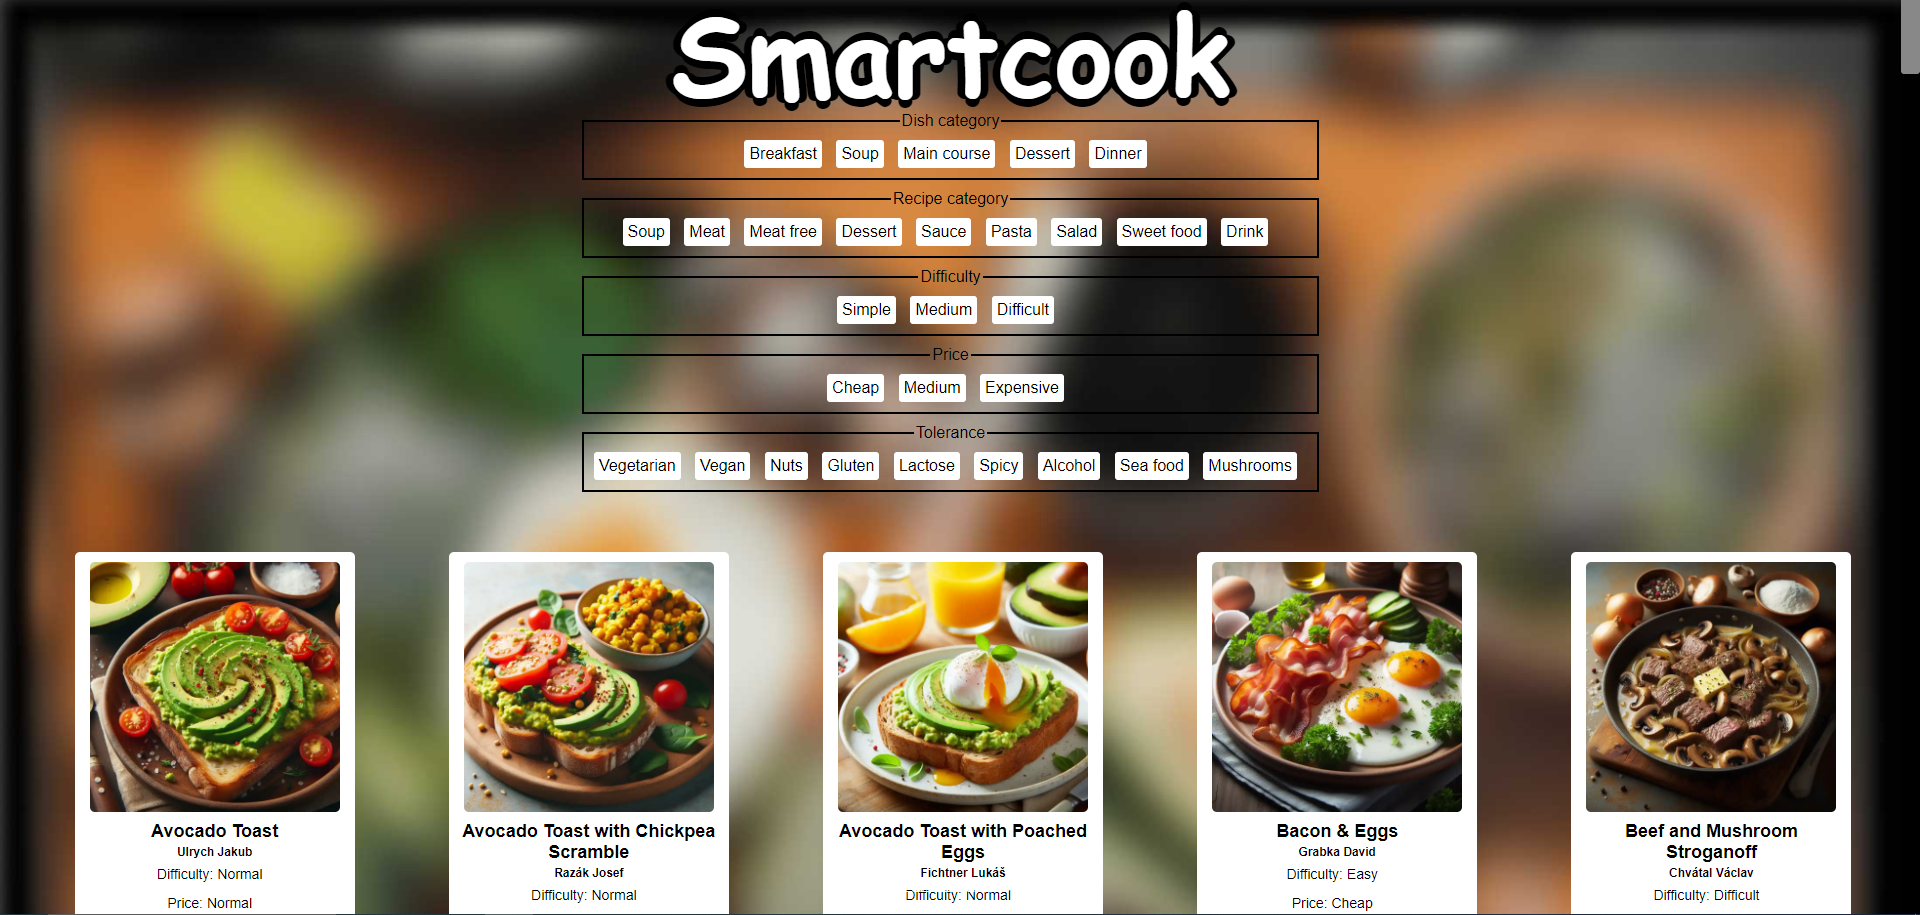 Smartcook
Dish category
Breakfast Soup Main course Dessert Dinner
Recipe category
Soup Meat Meat free Dessert Sauce Pasta Salad Sweet food Drink
Difficulty
Simple Medium Difficult
Price
Cheap Medium Expensive
Tolerance
Vegetarian Vegan Nuts Gluten Lactose Spicy Alcohol Sea food Mushrooms
Avocado Toast
Ulrych Jakub
Difficulty: Normal
Price: Normal
Avocado Toast with Chickpea
Scramble
Razák Josef
Difficulty: Normal
Avocado Toast with Poached
Eggs
Fichtner Lukáš
Difficulty: Normal
Bacon & Eggs
Grabka David
Difficulty: Easy
Price: Cheap
Beef and Mushroom
Stroganoff
Chvátal Václav
Difficulty: Difficult